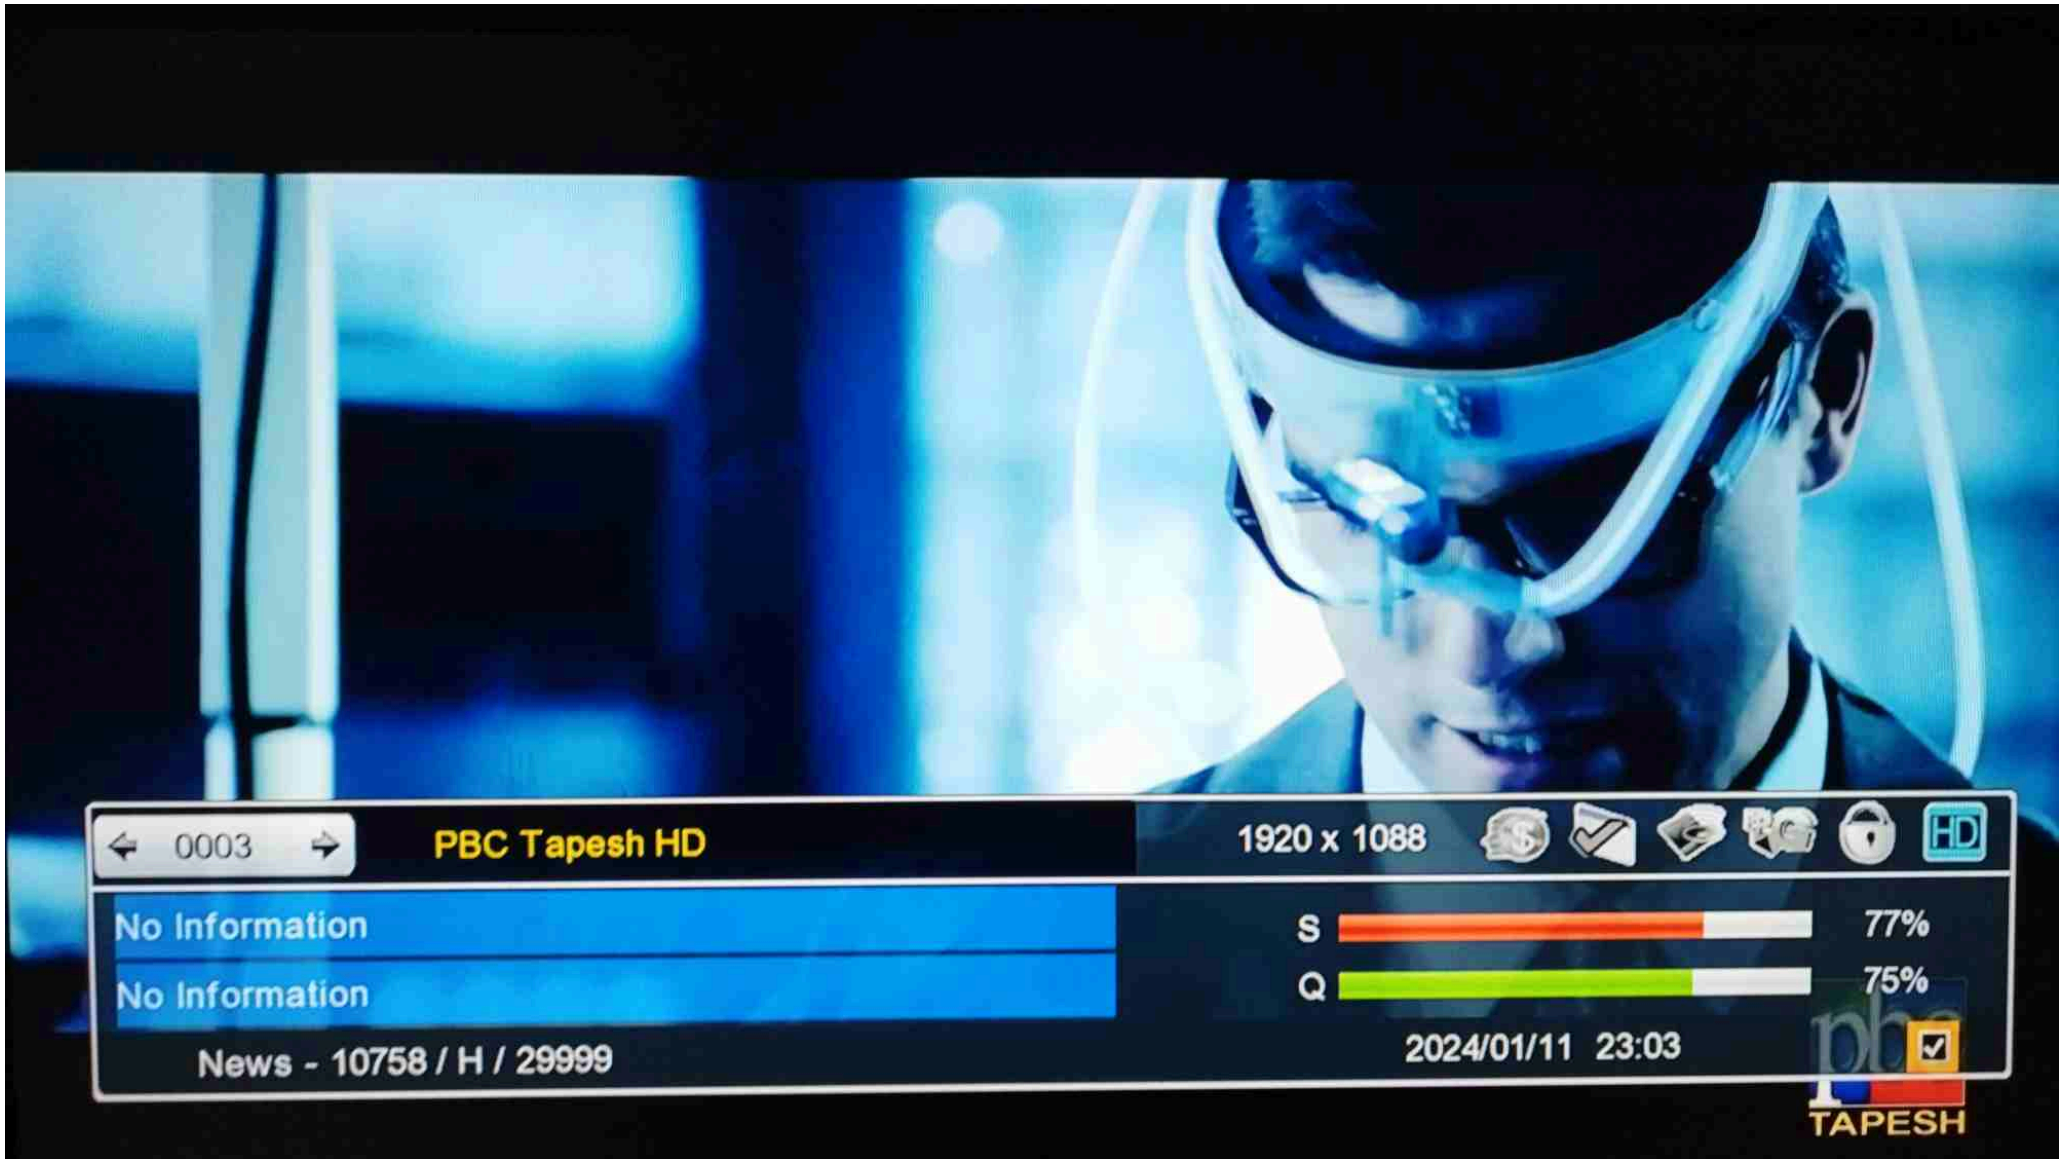 0003
PBC Tapesh HD
1920 x 1088
HD
No Information
No Information
S 77%
Q 75%
News - 10758 / H / 29999
2024/01/11 23:03
pbc
TAPESH